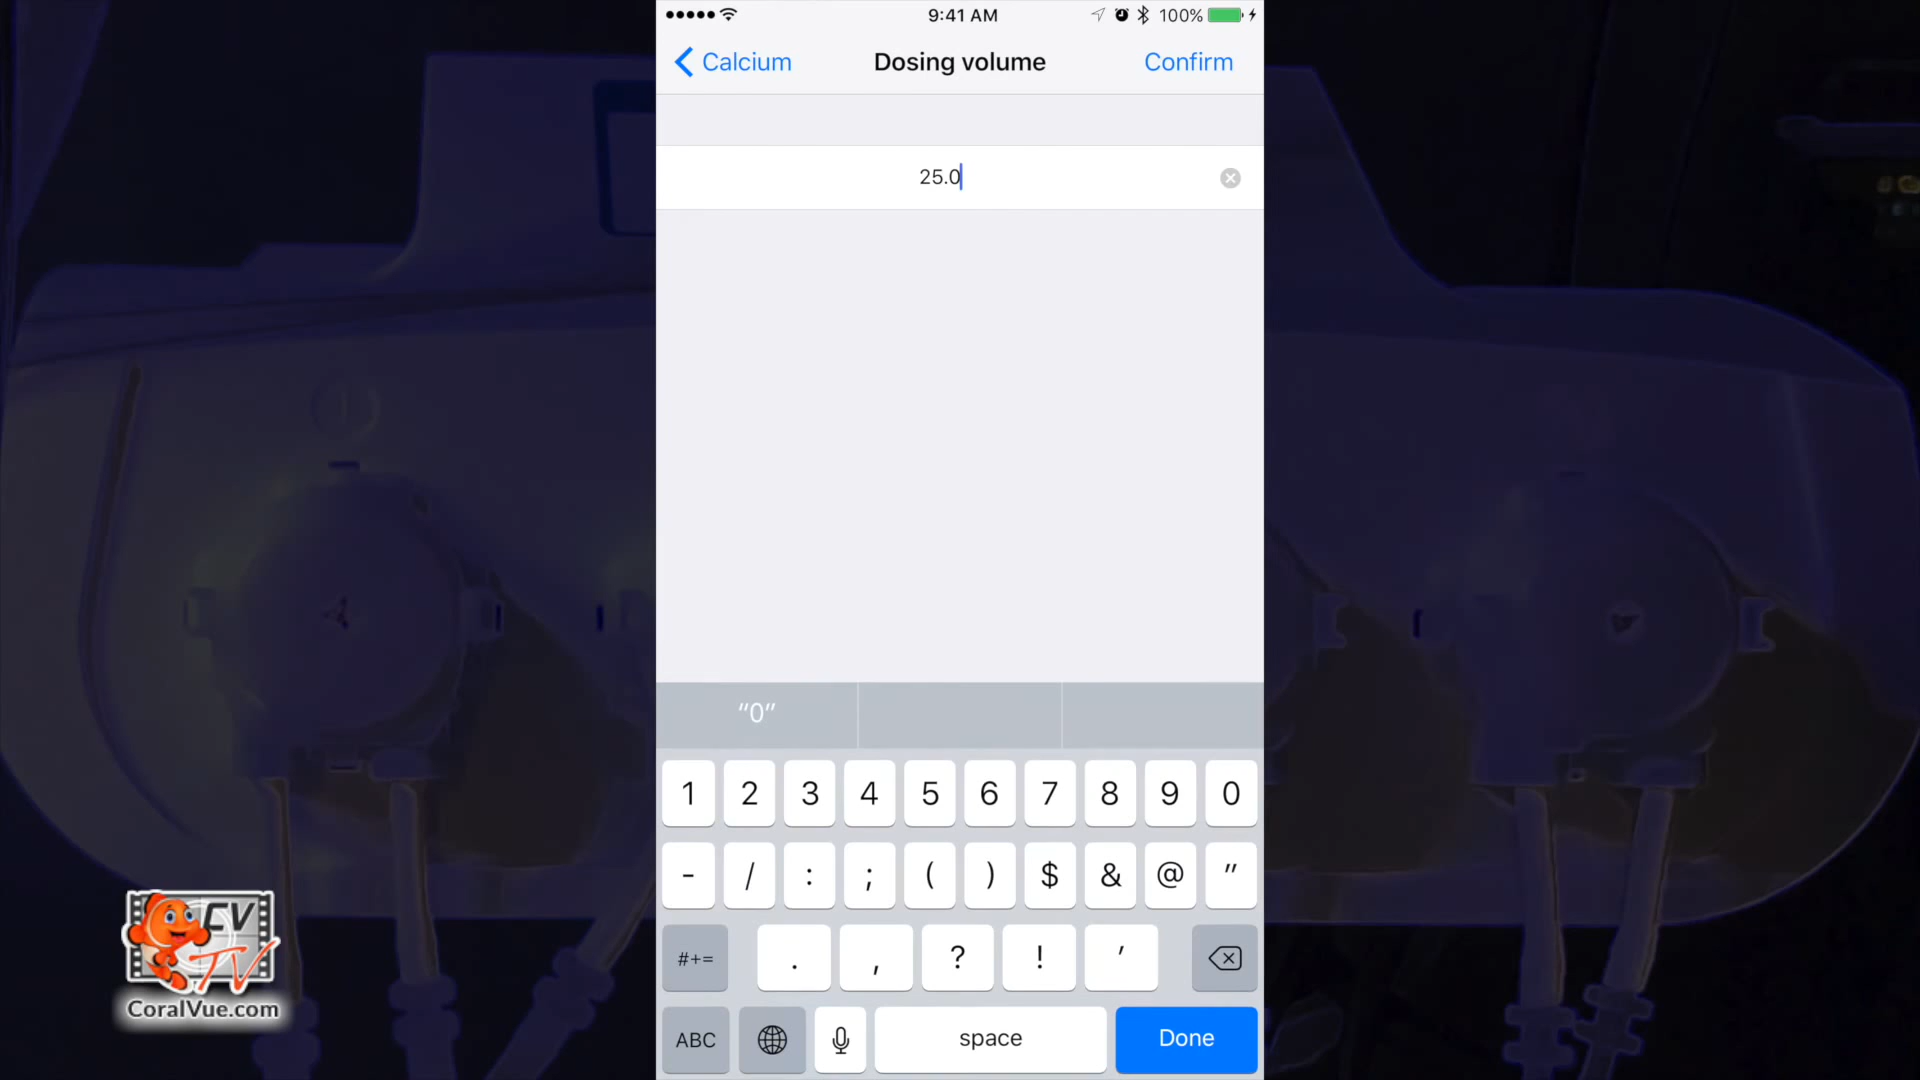 9:41 AM 100%
Calcium Dosing volume Confirm
25.0
“0”
1 2 3 4 5 6 7 8 9 0
- / : ; ( ) $ & @ "
#+= . , ? ! '
ABC space Done
CV
TV
CoralVue.com